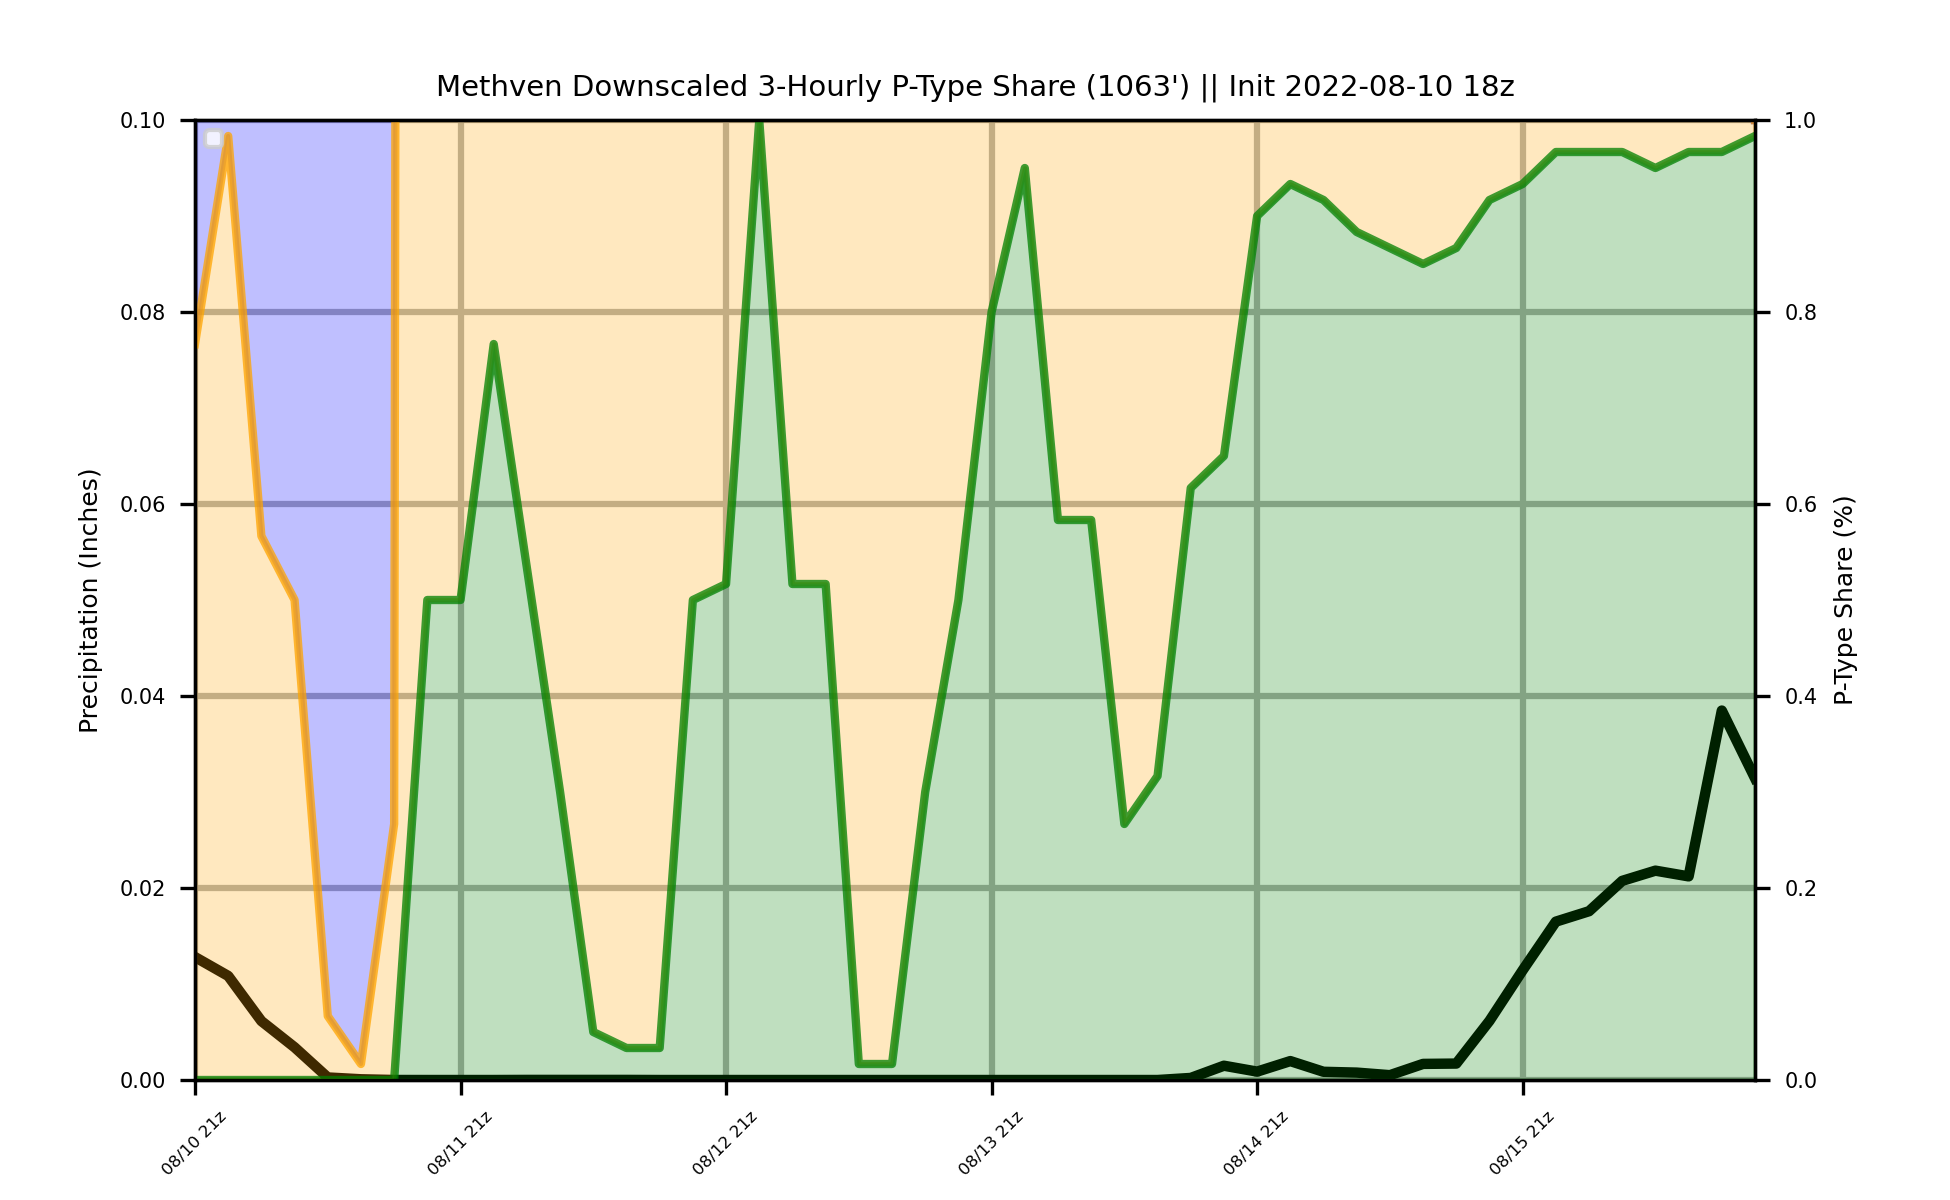 Methven Downscaled 3-Hourly P-Type Share (1063') || Init 2022-08-10 18z
Precipitation (Inches)
0.10
0.08
0.06
0.04
0.02
0.00
1.0
0.8
0.6
0.4
0.2
0.0
P-Type Share (%)
08/10 21z
08/11 21z
08/12 21z
08/13 21z
08/14 21z
08/15 21z